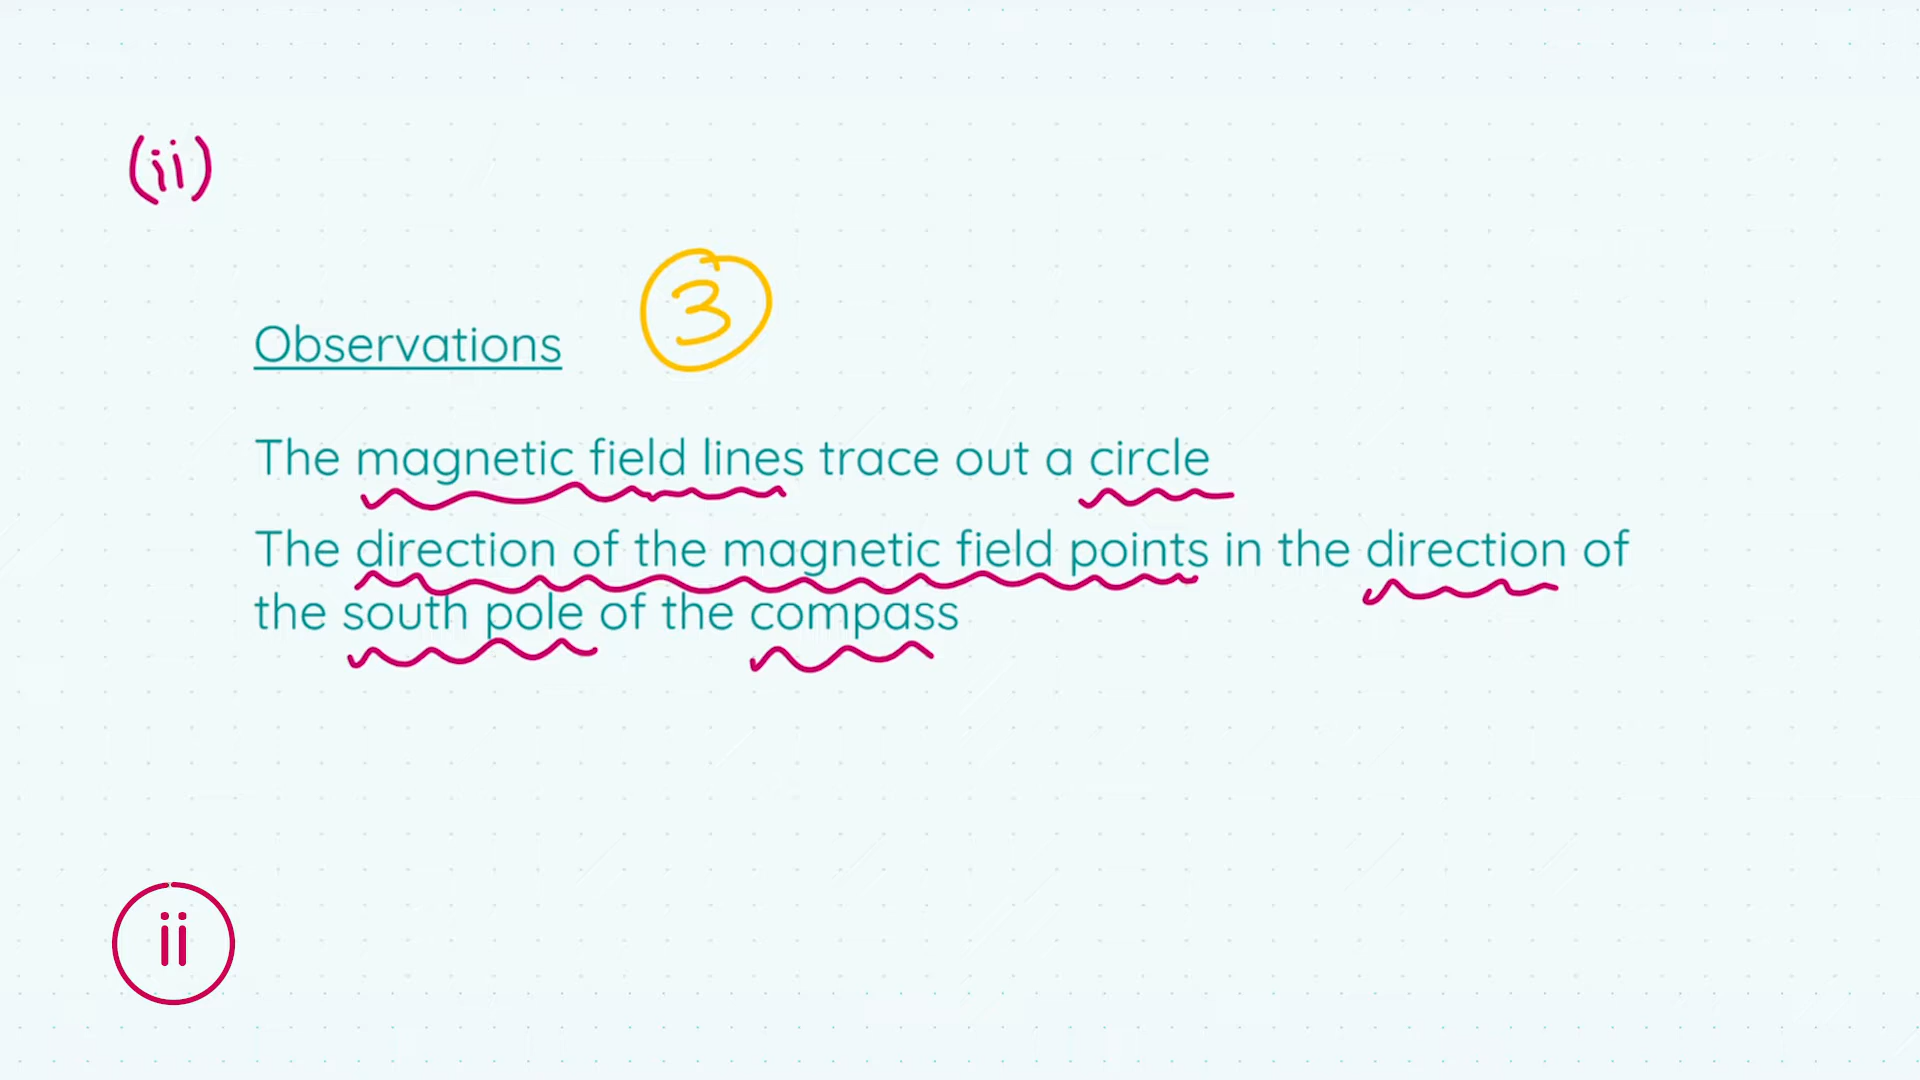 (ii)
3
Observations
The magnetic field lines trace out a circle
The direction of the magnetic field points in the direction of
the south pole of the compass
ii